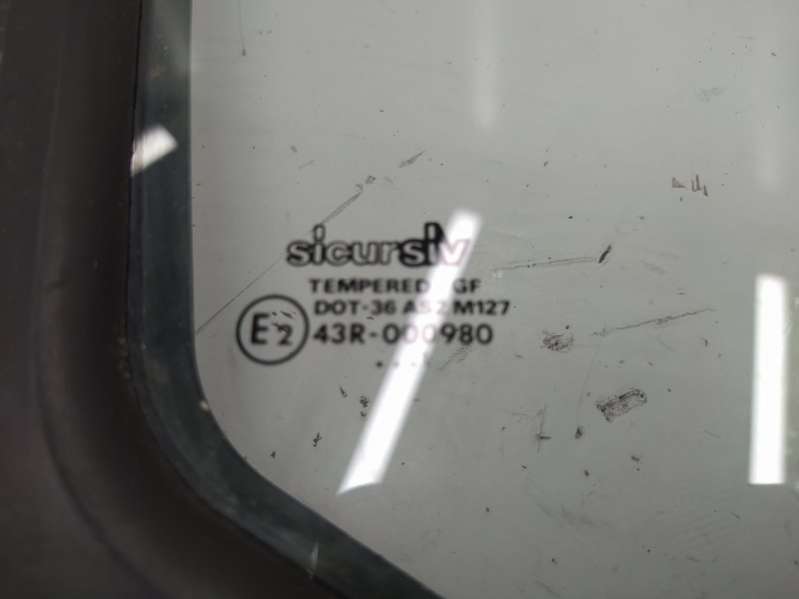 sicursiv
TEMPERED GF
DOT-36 AS2 M127
E2 43R-000980